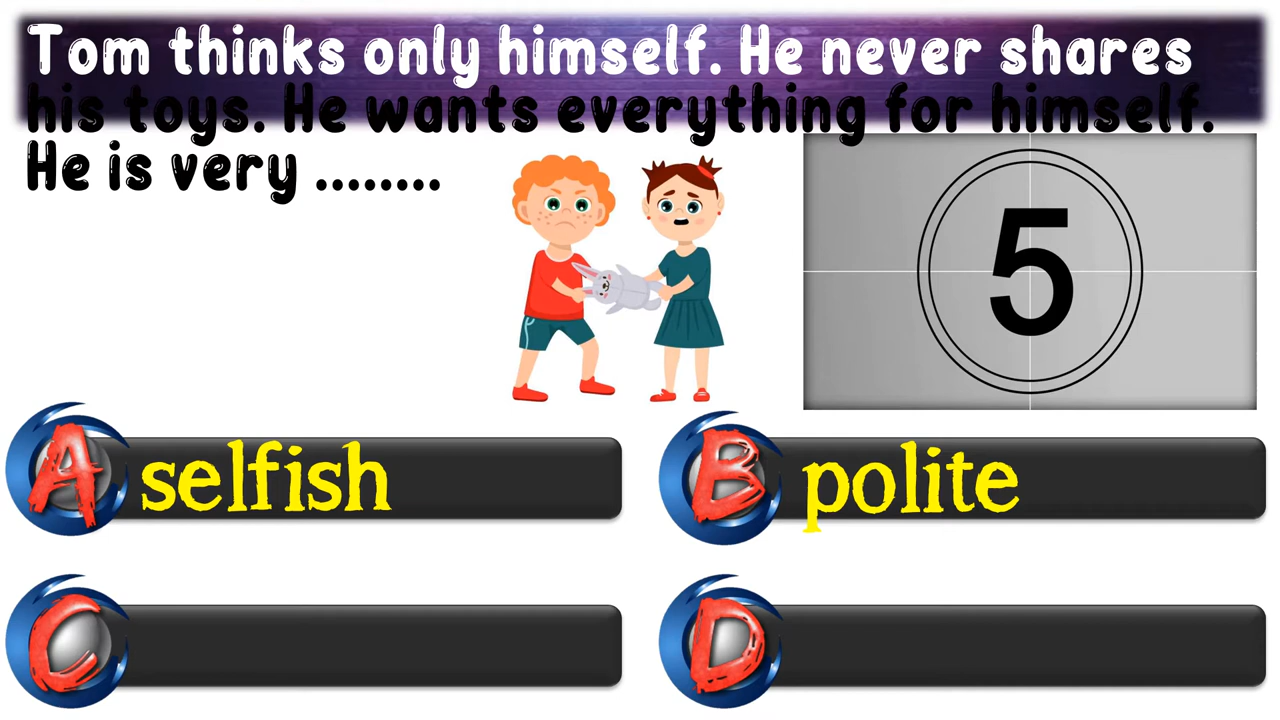 Tom thinks only himself. He never shares
his toys. He wants everything for himself.
He is very ........
5
A selfish
B polite
C
D